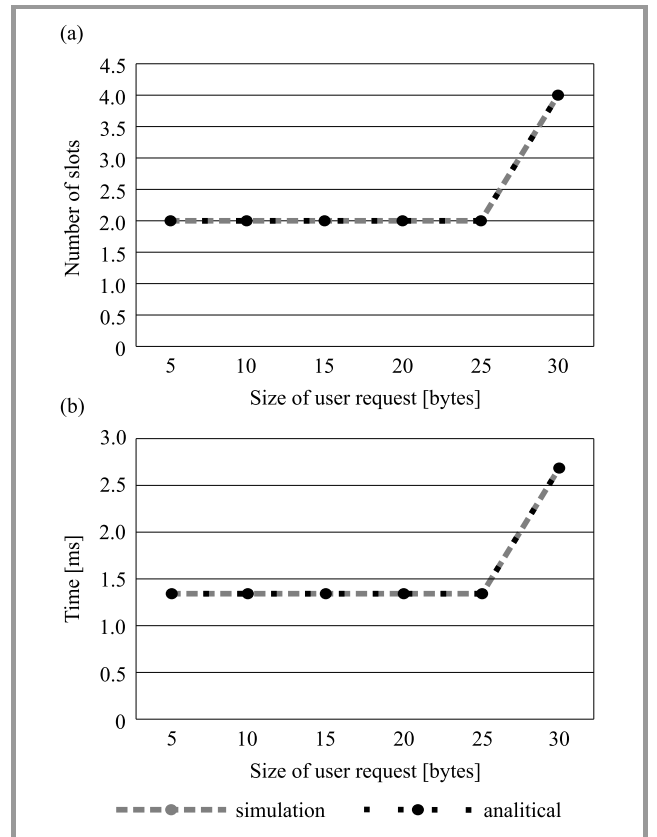 (a)
Number of slots
4.5
4.0
3.5
3.0
2.5
2.0
1.5
1.0
0.5
0
5 10 15 20 25 30
Size of user request [bytes]
(b)
Time [ms]
3.0
2.5
2.0
1.5
1.0
0.5
0
5 10 15 20 25 30
Size of user request [bytes]
simulation analitical